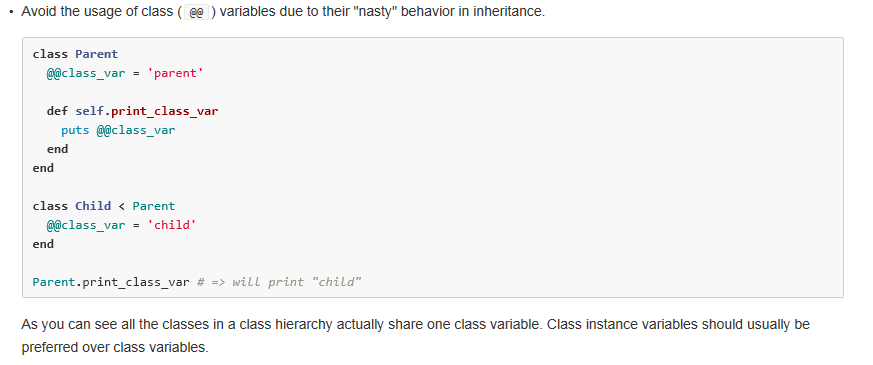 • Avoid the usage of class ( @@ ) variables due to their "nasty" behavior in inheritance.
class Parent
  @@class_var = 'parent'

  def self.print_class_var
    puts @@class_var
  end
end

class Child < Parent
  @@class_var = 'child'
end

Parent.print_class_var # => will print "child"
As you can see all the classes in a class hierarchy actually share one class variable. Class instance variables should usually be
preferred over class variables.